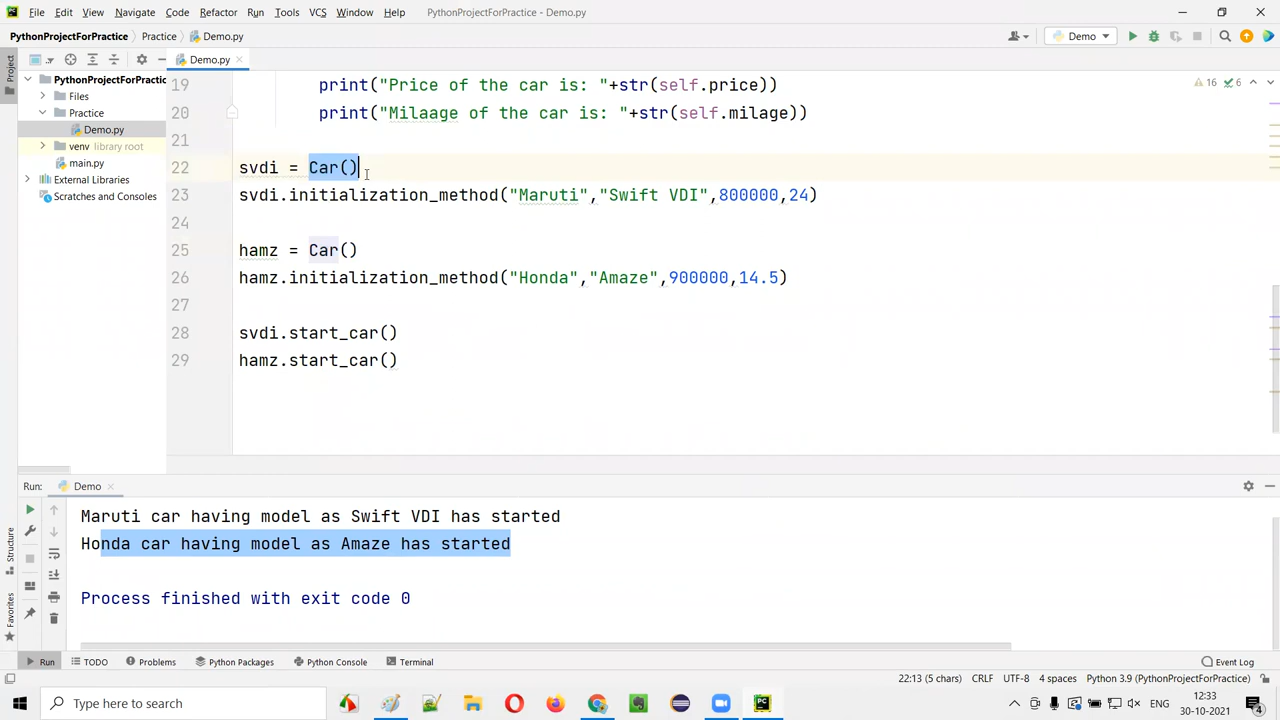 File Edit View Navigate Code Refactor Run Tools VCS Window Help PythonProjectForPractice - Demo.py
PythonProjectForPractice Practice Demo.py Demo
Project
Demo.py
PythonProjectForPractic
Files
Practice
Demo.py
venv library root
main.py
External Libraries
Scratches and Consoles
16 6
19 print("Price of the car is: "+str(self.price))
20 print("Milaage of the car is: "+str(self.milage))
21
22 svdi = Car()
23 svdi.initialization_method("Maruti","Swift VDI",800000,24)
24
25 hamz = Car()
26 hamz.initialization_method("Honda","Amaze",900000,14.5)
27
28 svdi.start_car()
29 hamz.start_car()
Run: Demo
Maruti car having model as Swift VDI has started
Honda car having model as Amaze has started
Process finished with exit code 0
Structure
Favorites
Run TODO Problems Python Packages Python Console Terminal Event Log
22:13 (5 chars) CRLF UTF-8 4 spaces Python 3.9 (PythonProjectForPractice)
Type here to search
ENG
12:33
30-10-2021
4